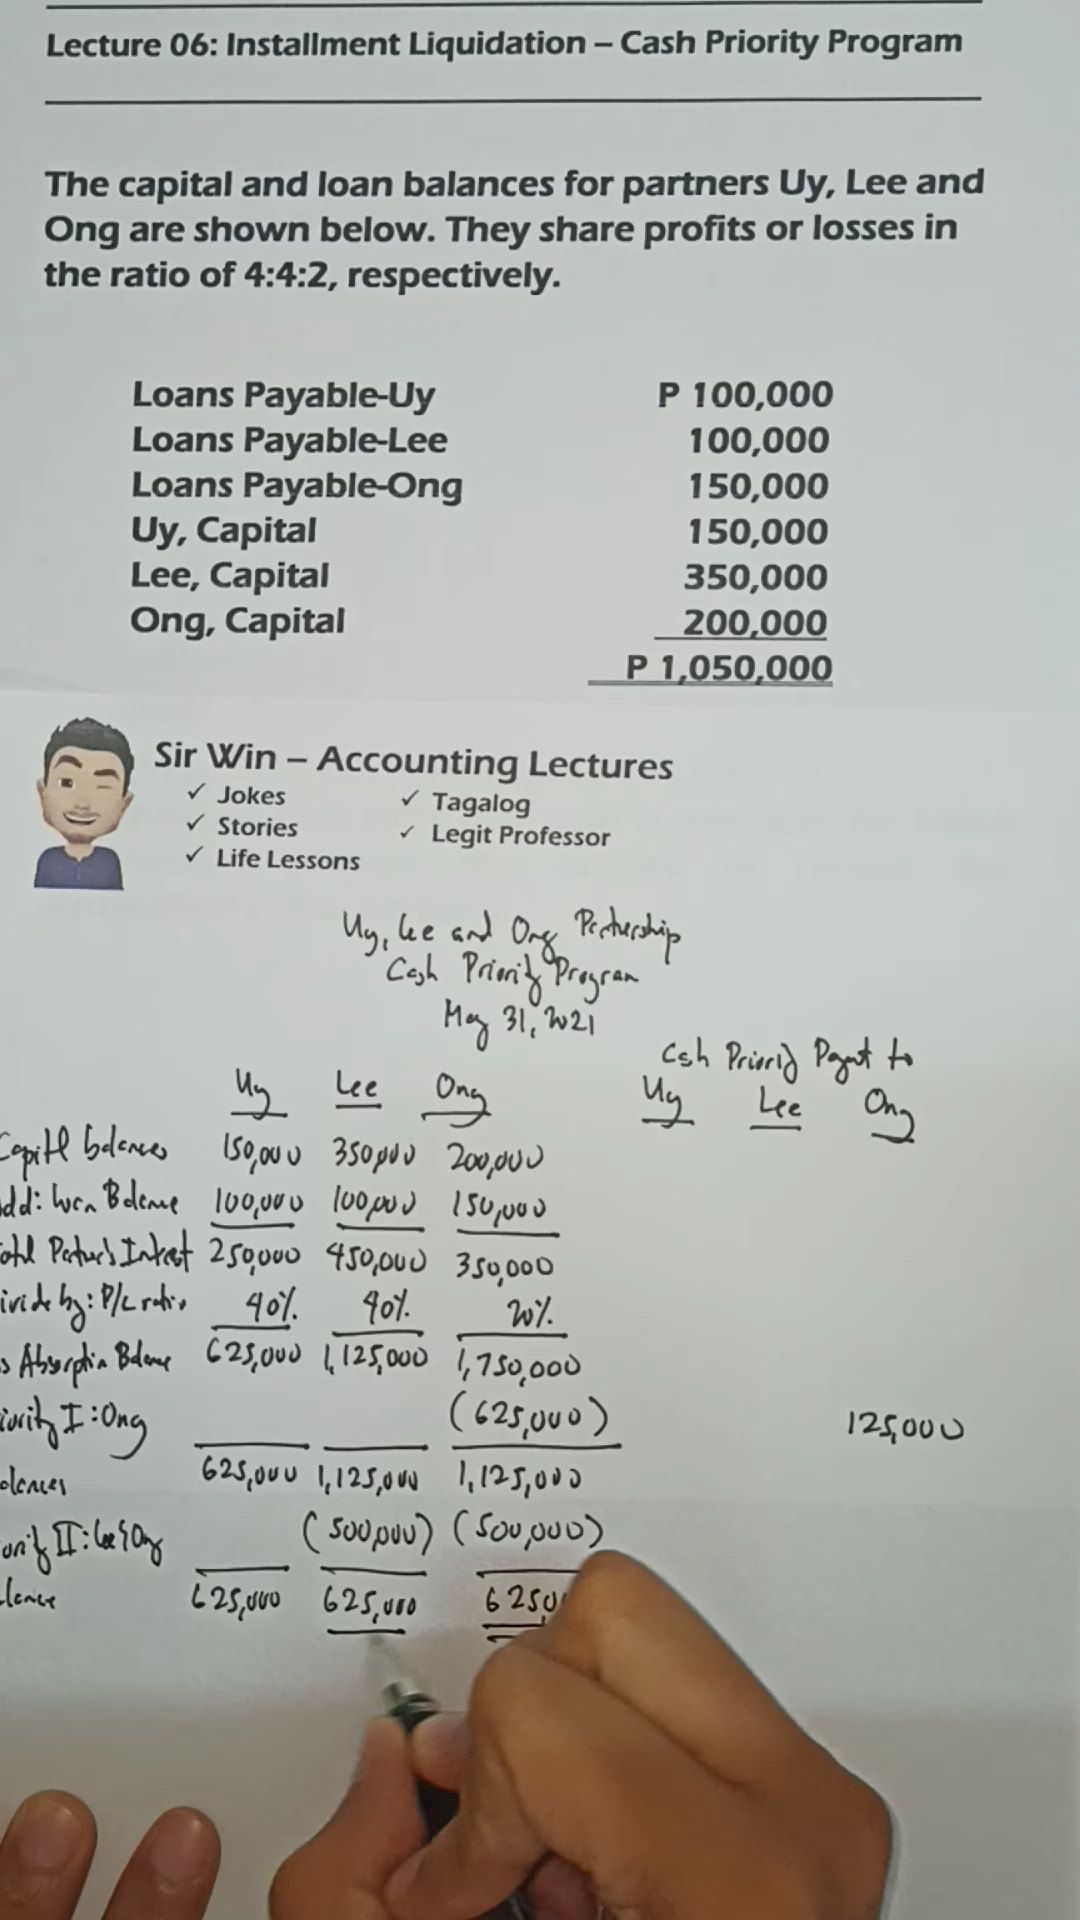 Lecture 06: Installment Liquidation – Cash Priority Program
The capital and loan balances for partners Uy, Lee and
Ong are shown below. They share profits or losses in
the ratio of 4:4:2, respectively.
Loans Payable-Uy P 100,000
Loans Payable-Lee 100,000
Loans Payable-Ong 150,000
Uy, Capital 150,000
Lee, Capital 350,000
Ong, Capital 200,000
P 1,050,000
Sir Win – Accounting Lectures
✓ Jokes ✓ Tagalog
✓ Stories ✓ Legit Professor
✓ Life Lessons
Uy, Lee and Ong Partnership
Cash Priority Program
May 31, 2021
Cash Priority Payment to
Uy Lee Ong Uy Lee Ong
Capital balances 150,000 350,000 200,000
dd: Loan Balance 100,000 100,000 150,000
otal Partner's Interest 250,000 450,000 350,000
ivide by: P/L ratio 40% 40% 20%
s Absorption Balance 625,000 1,125,000 1,750,000
iority I: Ong (625,000) 125,000
alances 625,000 1,125,000 1,125,000
ority II: Lee & Ong (500,000) (500,000)
lance 625,000 625,000 6250